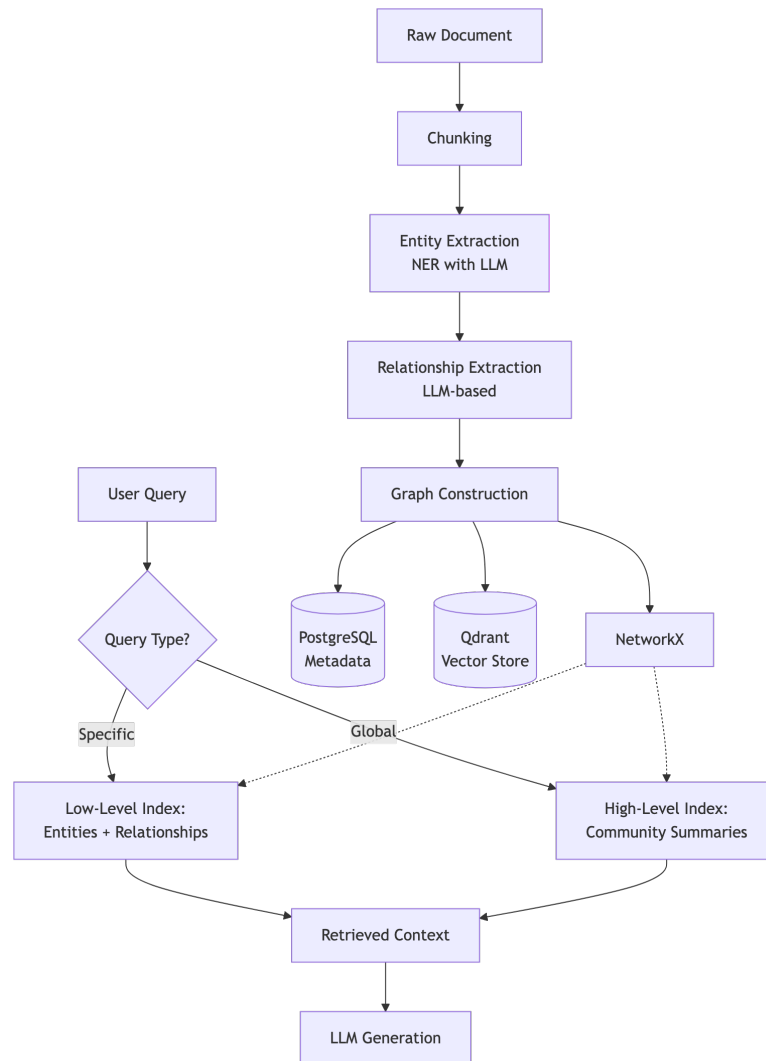 Raw Document
Chunking
Entity Extraction
NER with LLM
Relationship Extraction
LLM-based
User Query
Graph Construction
Query Type?
PostgreSQL
Metadata
Qdrant
Vector Store
NetworkX
Specific
Global
Low-Level Index:
Entities + Relationships
High-Level Index:
Community Summaries
Retrieved Context
LLM Generation